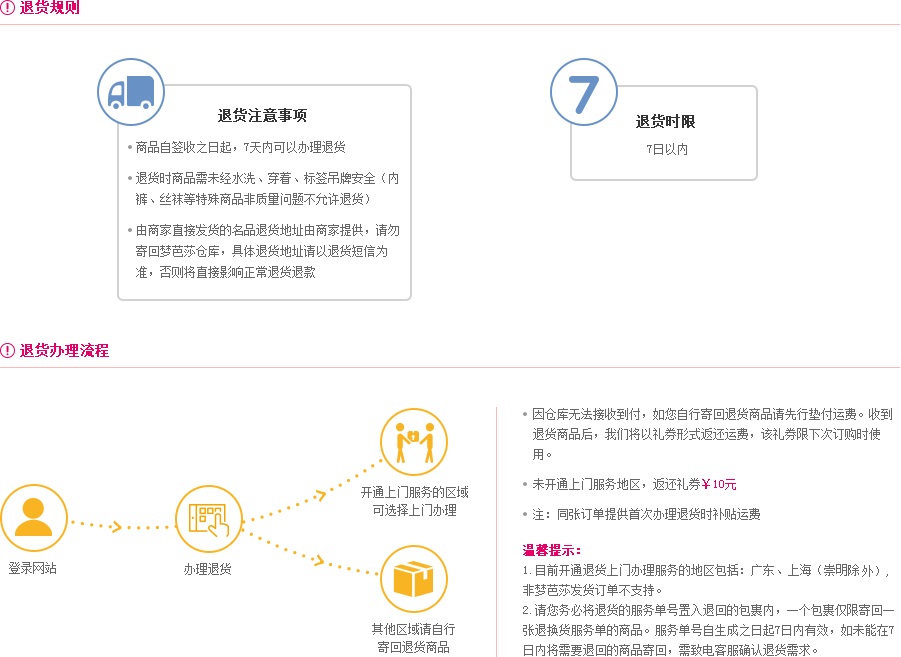 退货规则
退货注意事项
•商品自签收之日起，7天内可以办理退货
•退货时商品需未经水洗、穿着、标签吊牌安全（内
裤、丝袜等特殊商品非质量问题不允许退货）
•由商家直接发货的名品退货地址由商家提供，请勿
寄回梦芭莎仓库，具体退货地址请以退货短信为
准，否则将直接影响正常退货退款
7
退货时限
7日以内
退货办理流程
登录网站
办理退货
开通上门服务的区域
可选择上门办理
其他区域请自行
寄回退货商品
•因仓库无法接收到付，如您自行寄回退货商品请先行垫付运费。收到
退货商品后，我们将以礼券形式返还运费，该礼券限下次订购时使
用。
•未开通上门服务地区，返还礼券￥10元
•注：同张订单提供首次办理退货时补贴运费
温馨提示：
1.目前开通退货上门办理服务的地区包括：广东、上海（崇明除外），
非梦芭莎发货订单不支持。
2.请您务必将退货的服务单号置入退回的包裹内，一个包裹仅限寄回一
张退换货服务单的商品。服务单号自生成之日起7日内有效，如未能在7
日内将需要退回的商品寄回，需致电客服确认退货需求。